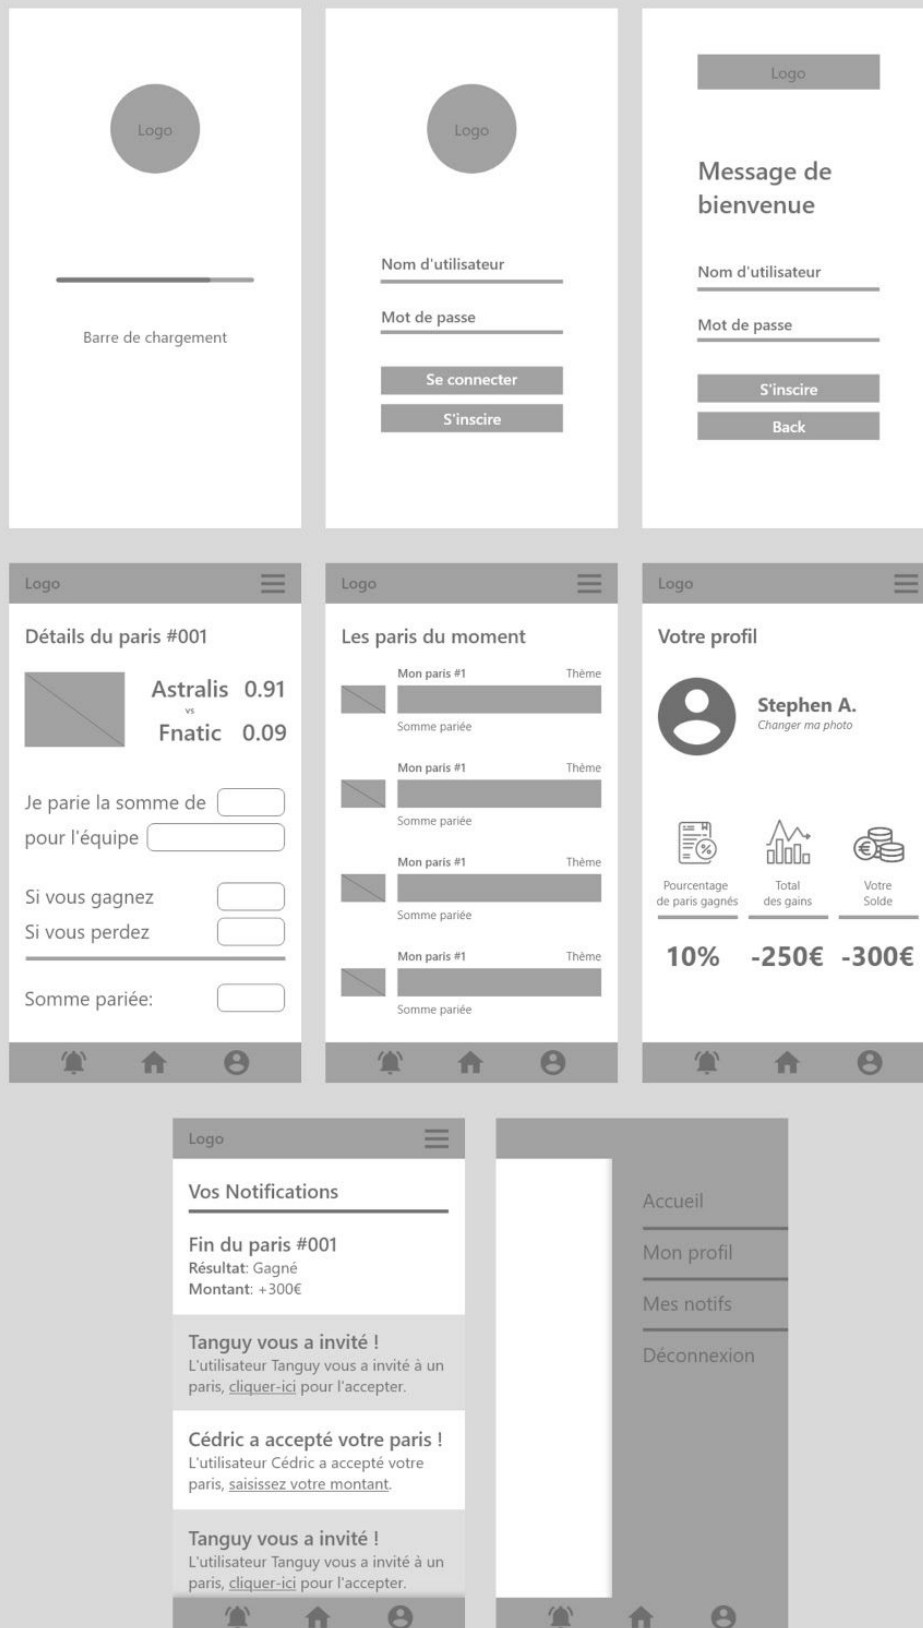 Logo
Barre de chargement
Logo
Nom d'utilisateur
Mot de passe
Se connecter
S'inscire
Logo
Message de
bienvenue
Nom d'utilisateur
Mot de passe
S'inscire
Back
Logo
Détails du paris #001
Astralis 0.91
vs
Fnatic 0.09
Je parie la somme de
pour l'équipe
Si vous gagnez
Si vous perdez
Somme pariée:
Logo
Les paris du moment
Mon paris #1 Thème
Somme pariée
Mon paris #1 Thème
Somme pariée
Mon paris #1 Thème
Somme pariée
Mon paris #1 Thème
Somme pariée
Logo
Votre profil
Stephen A.
Changer ma photo
Pourcentage
de paris gagnés
Total
des gains
Votre
Solde
10% -250€ -300€
Logo
Vos Notifications
Fin du paris #001
Résultat: Gagné
Montant: +300€
Tanguy vous a invité !
L'utilisateur Tanguy vous a invité à un
paris, cliquer-ici pour l'accepter.
Cédric a accepté votre paris !
L'utilisateur Cédric a accepté votre
paris, saisissez votre montant.
Tanguy vous a invité !
L'utilisateur Tanguy vous a invité à un
paris, cliquer-ici pour l'accepter.
Accueil
Mon profil
Mes notifs
Déconnexion